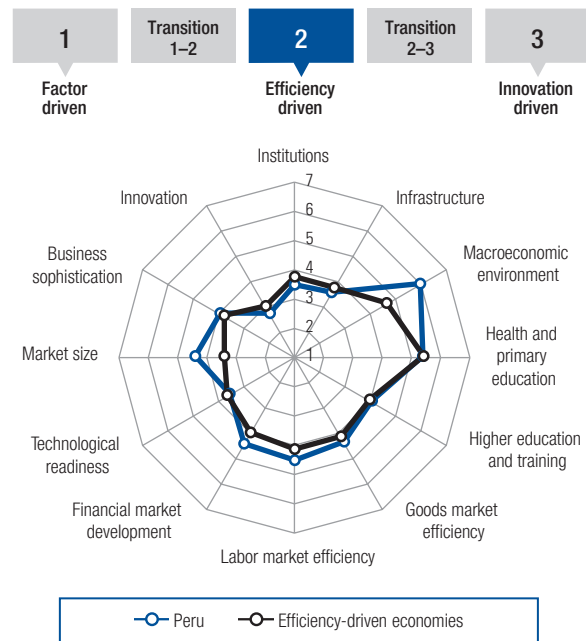 1
Transition
1–2
2
Transition
2–3
3
Factor
driven
Efficiency
driven
Innovation
driven
Institutions
Innovation
Infrastructure
Business
sophistication
Macroeconomic
environment
Market size
Health and
primary
education
Technological
readiness
Higher education
and training
Financial market
development
Goods market
efficiency
Labor market efficiency
7
6
5
4
3
2
1
Peru
Efficiency-driven economies